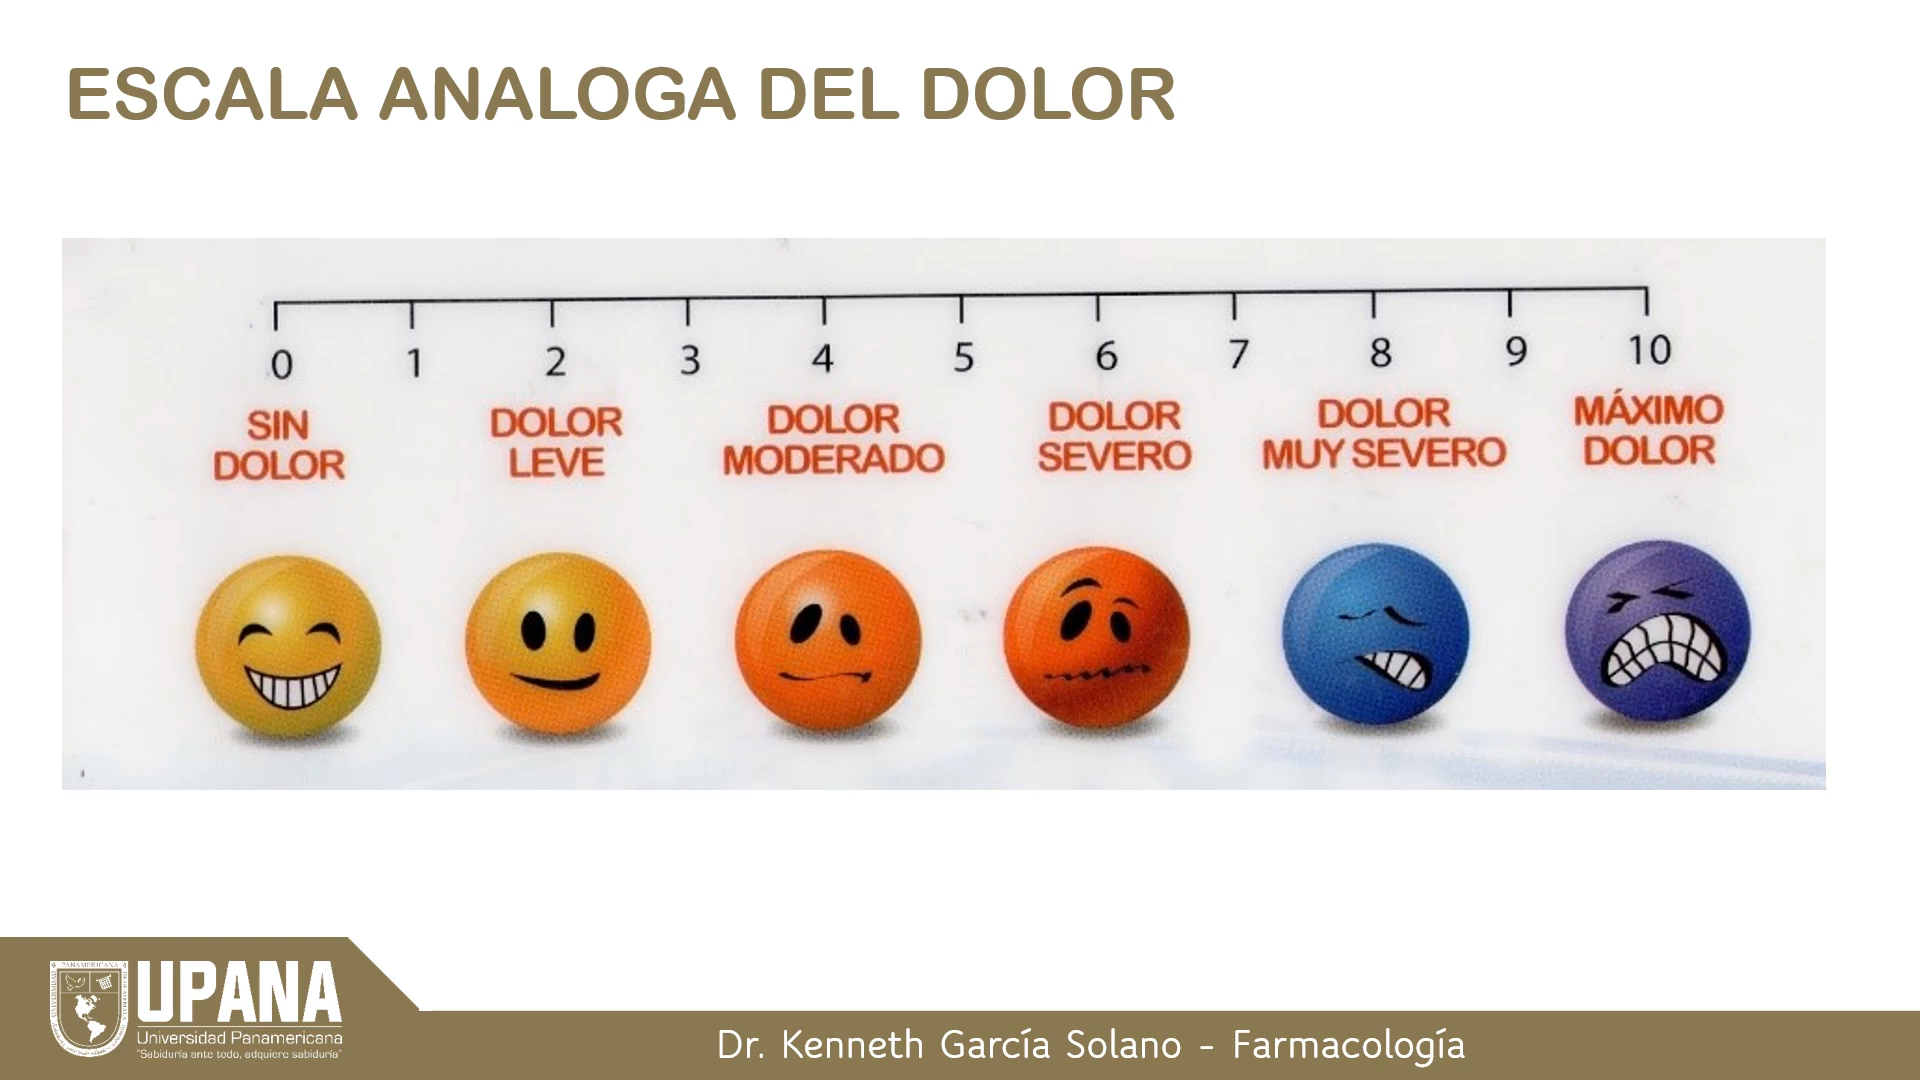 ESCALA ANALOGA DEL DOLOR
0 1 2 3 4 5 6 7 8 9 10
SIN DOLOR
DOLOR LEVE
DOLOR MODERADO
DOLOR SEVERO
DOLOR MUY SEVERO
MÁXIMO DOLOR
UPANA
Universidad Panamericana
"Sabiduría ante todo, adquiere sabiduría"
Dr. Kenneth García Solano - Farmacología